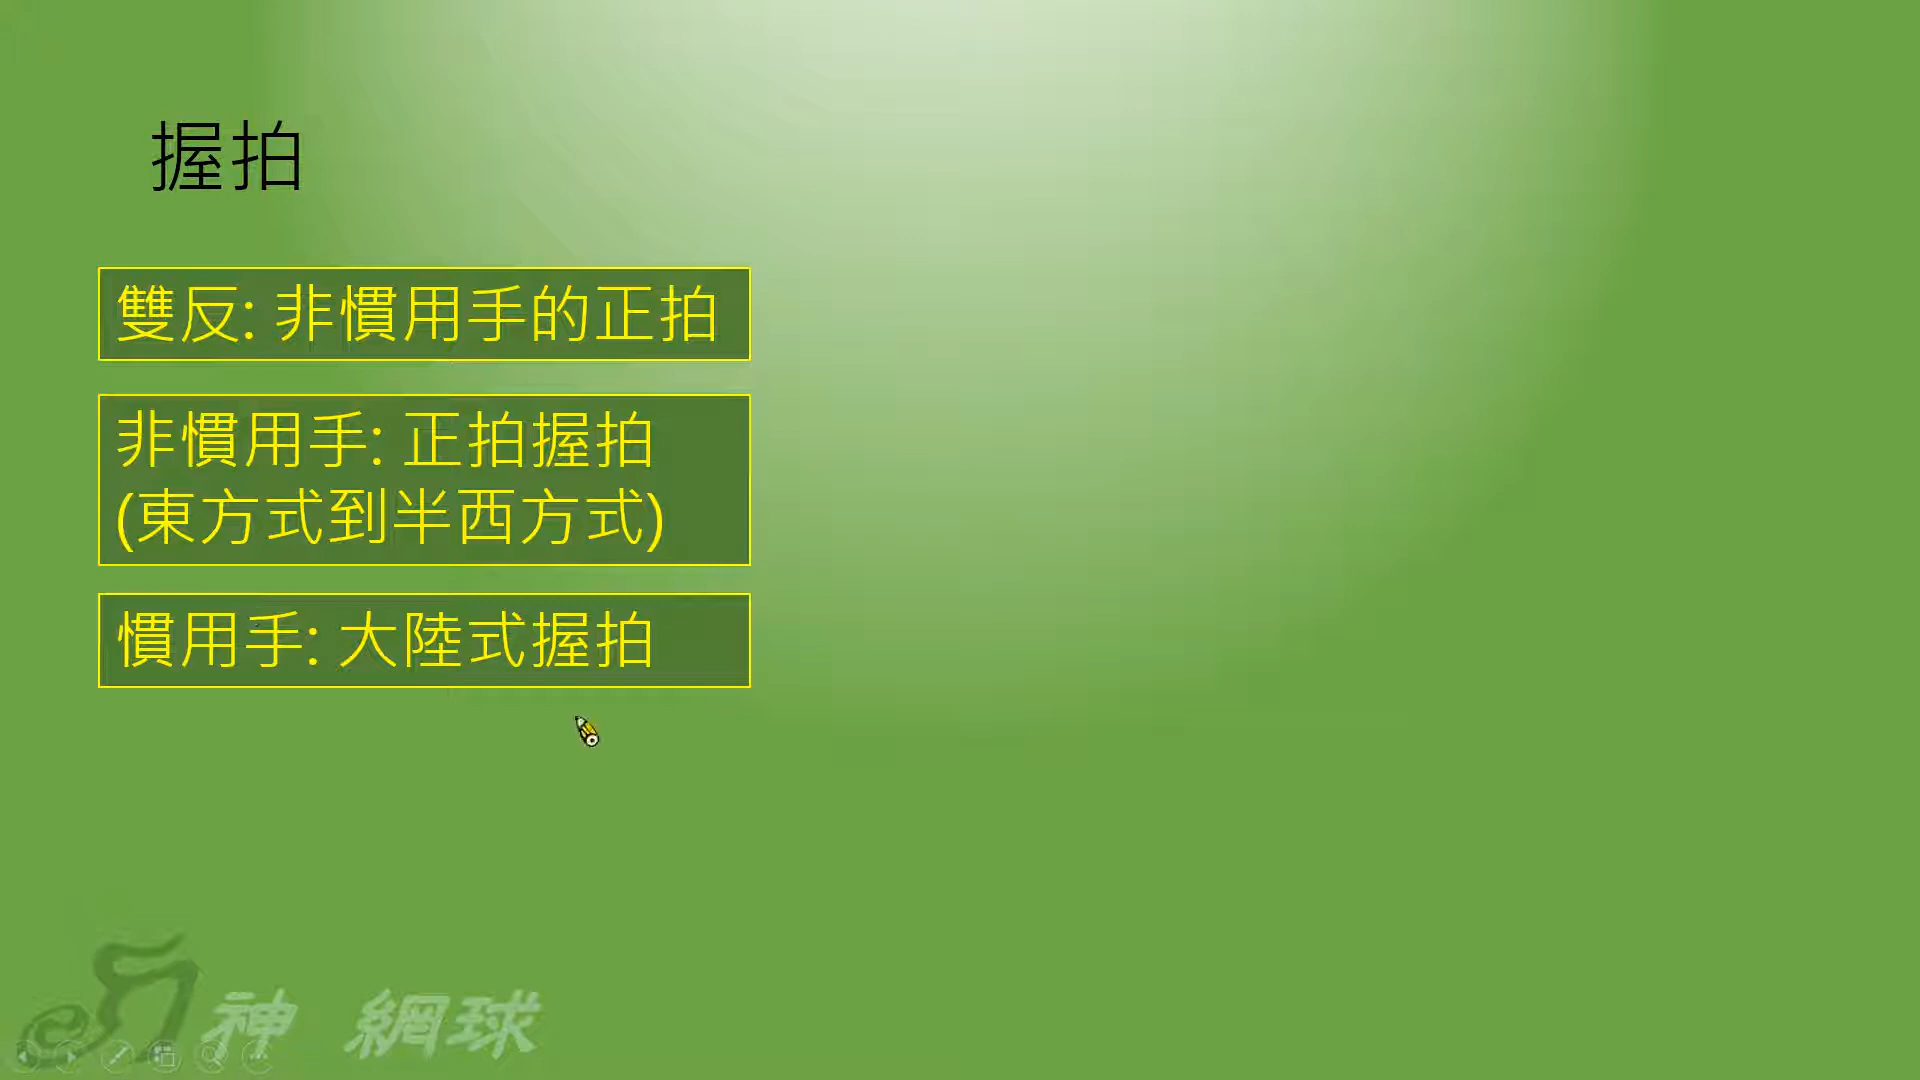 握拍
雙反: 非慣用手的正拍
非慣用手: 正拍握拍
(東方式到半西方式)
慣用手: 大陸式握拍
神 網球